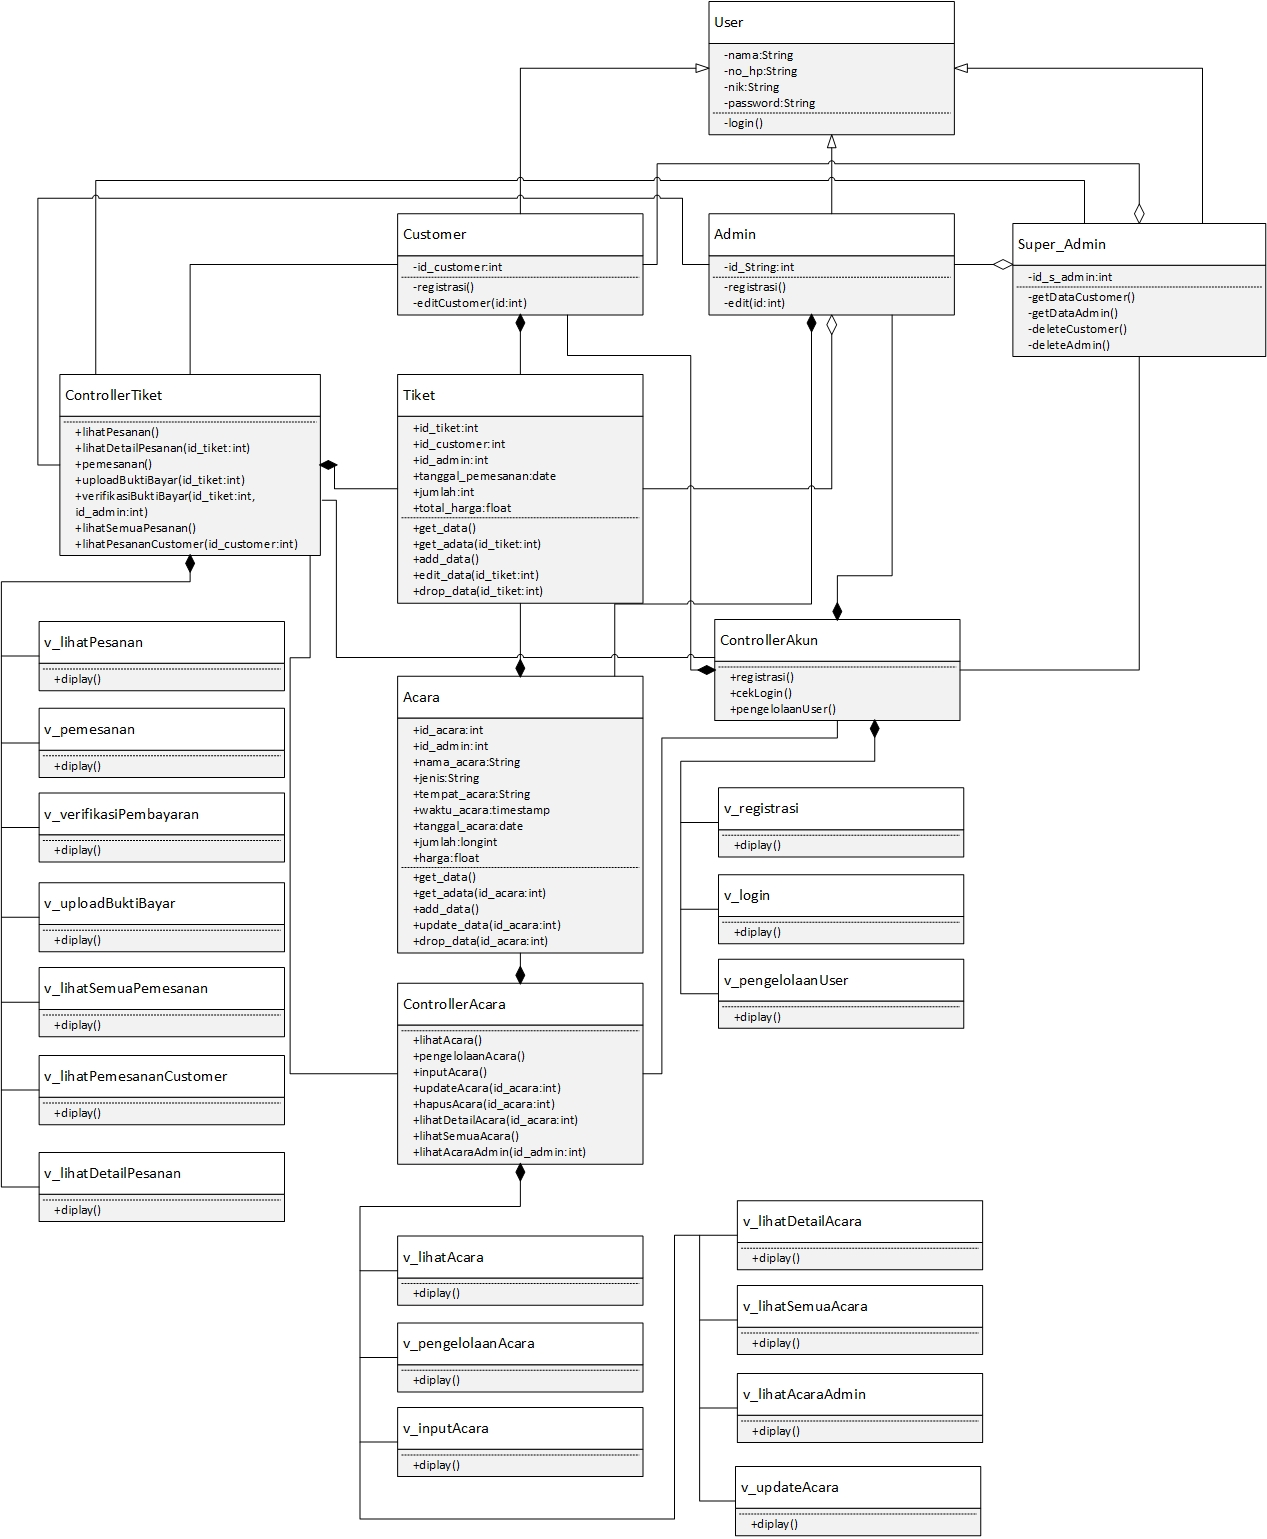 User
-nama:String
-no_hp:String
-nik:String
-password:String
-login()
Customer
-id_customer:int
-registrasi()
-editCustomer(id:int)
Admin
-id_String:int
-registrasi()
-edit(id:int)
Super_Admin
-id_s_admin:int
-getDataCustomer()
-getDataAdmin()
-deleteCustomer()
-deleteAdmin()
ControllerTiket
+lihatPesanan()
+lihatDetailPesanan(id_tiket:int)
+pemesanan()
+uploadBuktiBayar(id_tiket:int)
+verifikasiBuktiBayar(id_tiket:int,
id_admin:int)
+lihatSemuaPesanan()
+lihatPesananCustomer(id_customer:int)
Tiket
+id_tiket:int
+id_customer:int
+id_admin:int
+tanggal_pemesanan:date
+jumlah:int
+total_harga:float
+get_data()
+get_adata(id_tiket:int)
+add_data()
+edit_data(id_tiket:int)
+drop_data(id_tiket:int)
ControllerAkun
+registrasi()
+cekLogin()
+pengelolaanUser()
v_lihatPesanan
+diplay()
v_pemesanan
+diplay()
v_verifikasiPembayaran
+diplay()
v_uploadBuktiBayar
+diplay()
v_lihatSemuaPemesanan
+diplay()
v_lihatPemesananCustomer
+diplay()
v_lihatDetailPesanan
+diplay()
Acara
+id_acara:int
+id_admin:int
+nama_acara:String
+jenis:String
+tempat_acara:String
+waktu_acara:timestamp
+tanggal_acara:date
+jumlah:longint
+harga:float
+get_data()
+get_adata(id_acara:int)
+add_data()
+update_data(id_acara:int)
+drop_data(id_acara:int)
v_registrasi
+diplay()
v_login
+diplay()
v_pengelolaanUser
+diplay()
ControllerAcara
+lihatAcara()
+pengelolaanAcara()
+inputAcara()
+updateAcara(id_acara:int)
+hapusAcara(id_acara:int)
+lihatDetailAcara(id_acara:int)
+lihatSemuaAcara()
+lihatAcaraAdmin(id_admin:int)
v_lihatAcara
+diplay()
v_pengelolaanAcara
+diplay()
v_inputAcara
+diplay()
v_lihatDetailAcara
+diplay()
v_lihatSemuaAcara
+diplay()
v_lihatAcaraAdmin
+diplay()
v_updateAcara
+diplay()